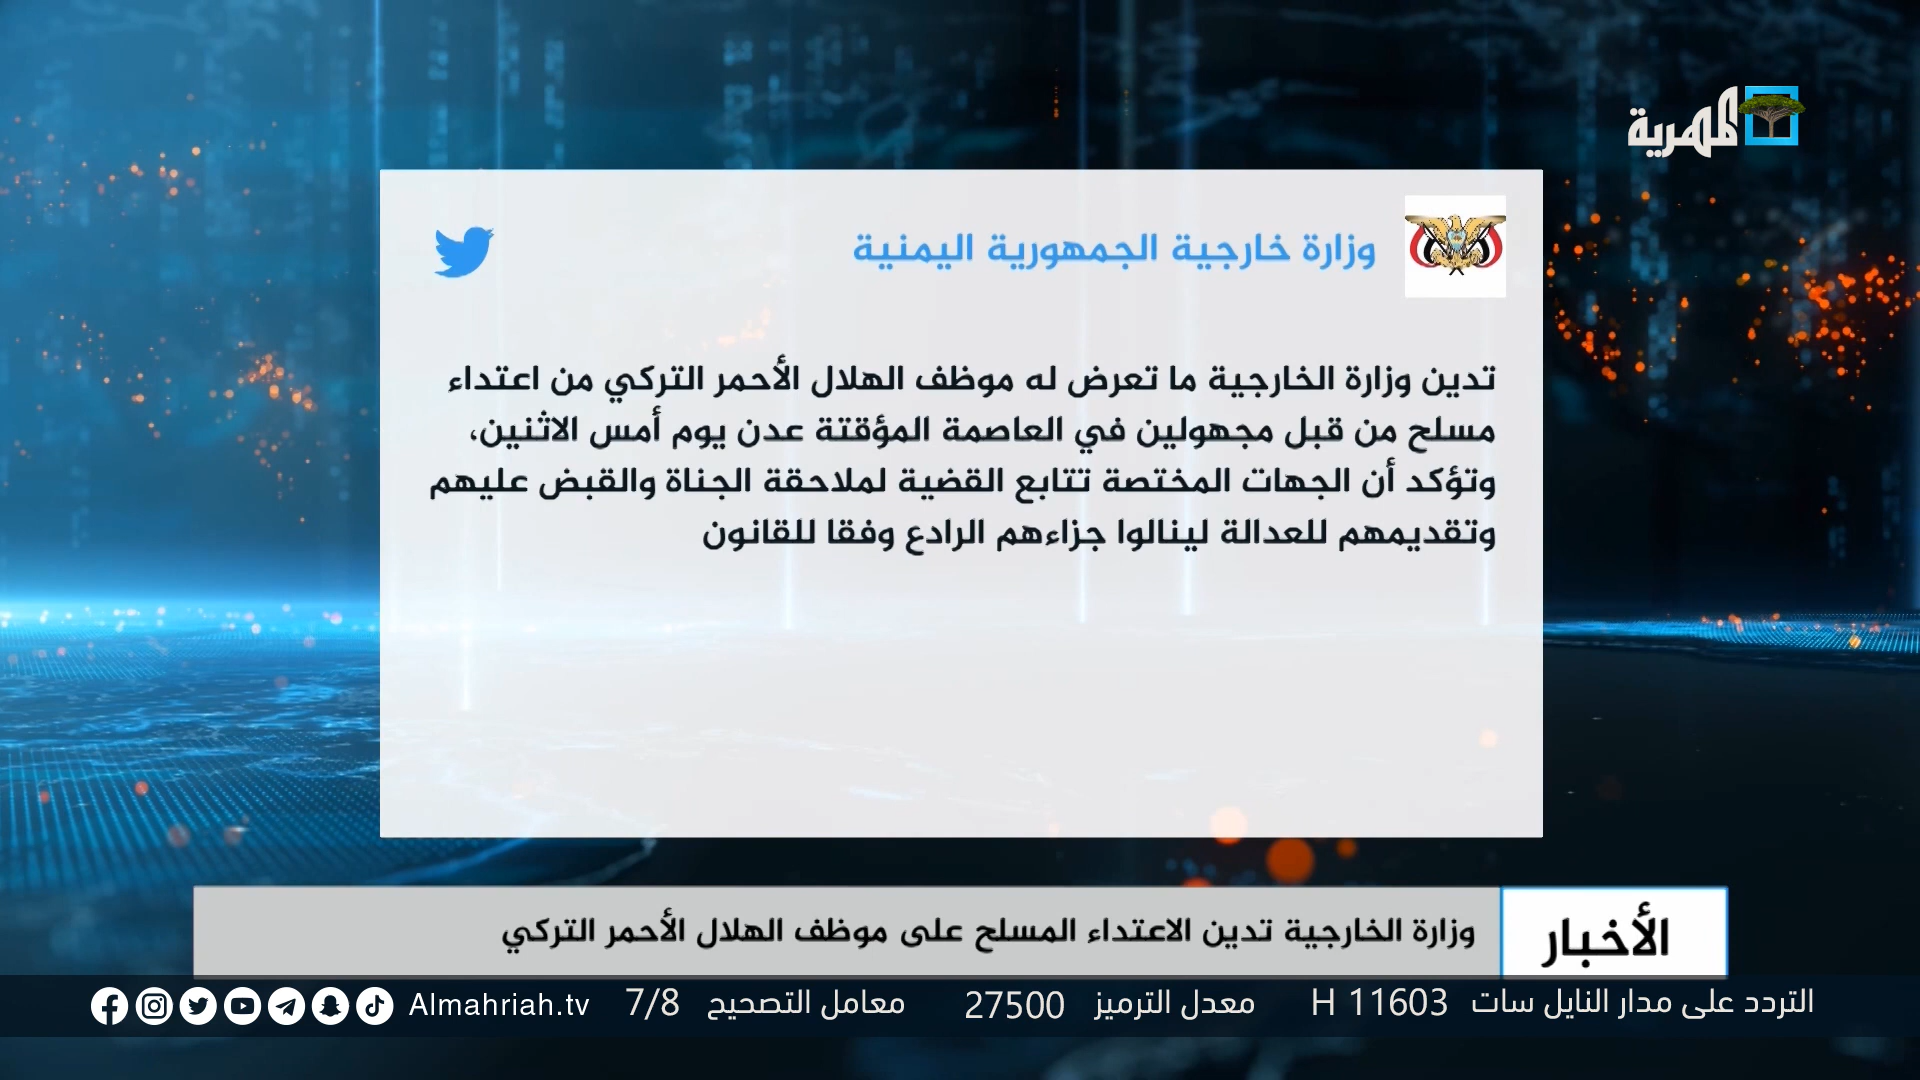 المهرية
وزارة خارجية الجمهورية اليمنية
تدين وزارة الخارجية ما تعرض له موظف الهلال الأحمر التركي من اعتداء
مسلح من قبل مجهولين في العاصمة المؤقتة عدن يوم أمس الاثنين،
وتؤكد أن الجهات المختصة تتابع القضية لملاحقة الجناة والقبض عليهم
وتقديمهم للعدالة لينالوا جزاءهم الرادع وفقا للقانون
الأخبار
وزارة الخارجية تدين الاعتداء المسلح على موظف الهلال الأحمر التركي
التردد على مدار النايل سات 11603 H معدل الترميز 27500 معامل التصحيح 7/8 Almahriah.tv